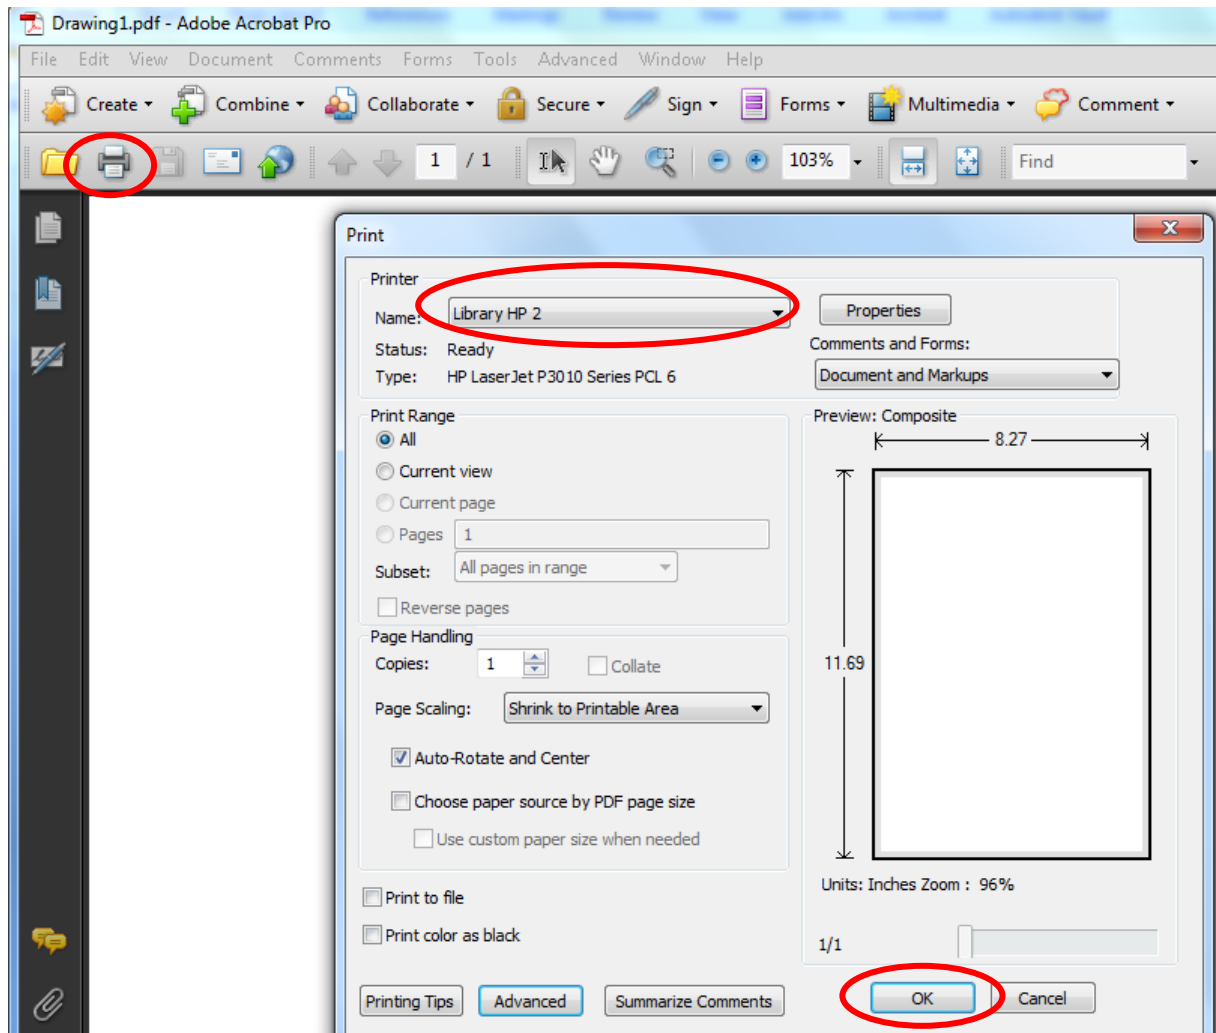 Drawing1.pdf - Adobe Acrobat Pro
File Edit View Document Comments Forms Tools Advanced Window Help
Create Combine Collaborate Secure Sign Forms Multimedia Comment
1 / 1 103% Find
Print
Printer
Name: Library HP 2 Properties
Status: Ready Comments and Forms:
Type: HP LaserJet P3010 Series PCL 6 Document and Markups
Print Range Preview: Composite
All 8.27
Current view
Current page
Pages 1
Subset: All pages in range
Reverse pages
Page Handling
Copies: 1 Collate 11.69
Page Scaling: Shrink to Printable Area
Auto-Rotate and Center
Choose paper source by PDF page size
Use custom paper size when needed
Units: Inches Zoom : 96%
Print to file
Print color as black 1/1
Printing Tips Advanced Summarize Comments OK Cancel